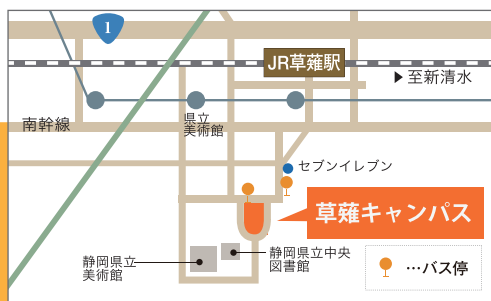 1
JR草薙駅
至新清水
南幹線
県立
美術館
セブンイレブン
草薙キャンパス
静岡県立
美術館
静岡県立中央
図書館
…バス停